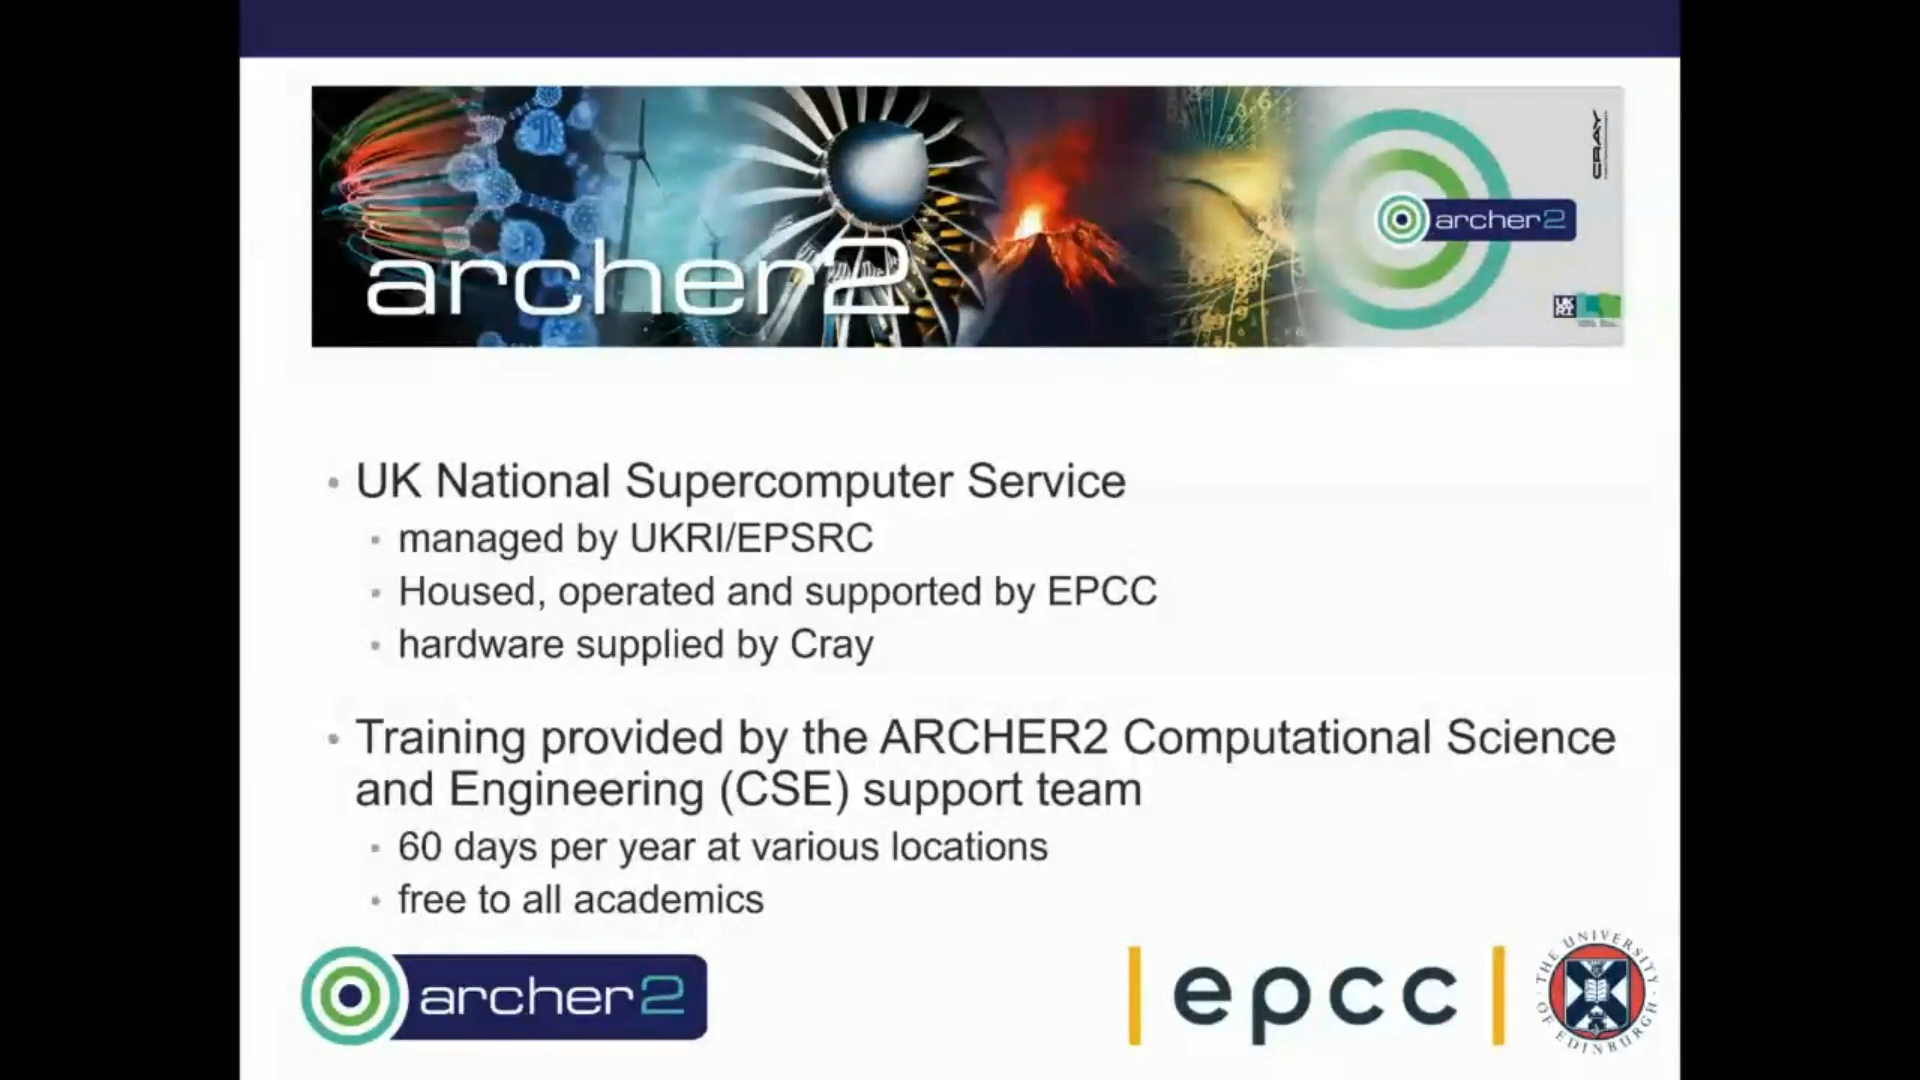 CRAY
archer2
archer2
UK
RI
• UK National Supercomputer Service
• managed by UKRI/EPSRC
• Housed, operated and supported by EPCC
• hardware supplied by Cray
• Training provided by the ARCHER2 Computational Science
and Engineering (CSE) support team
• 60 days per year at various locations
• free to all academics
archer2
epcc
THE UNIVERSITY OF EDINBURGH